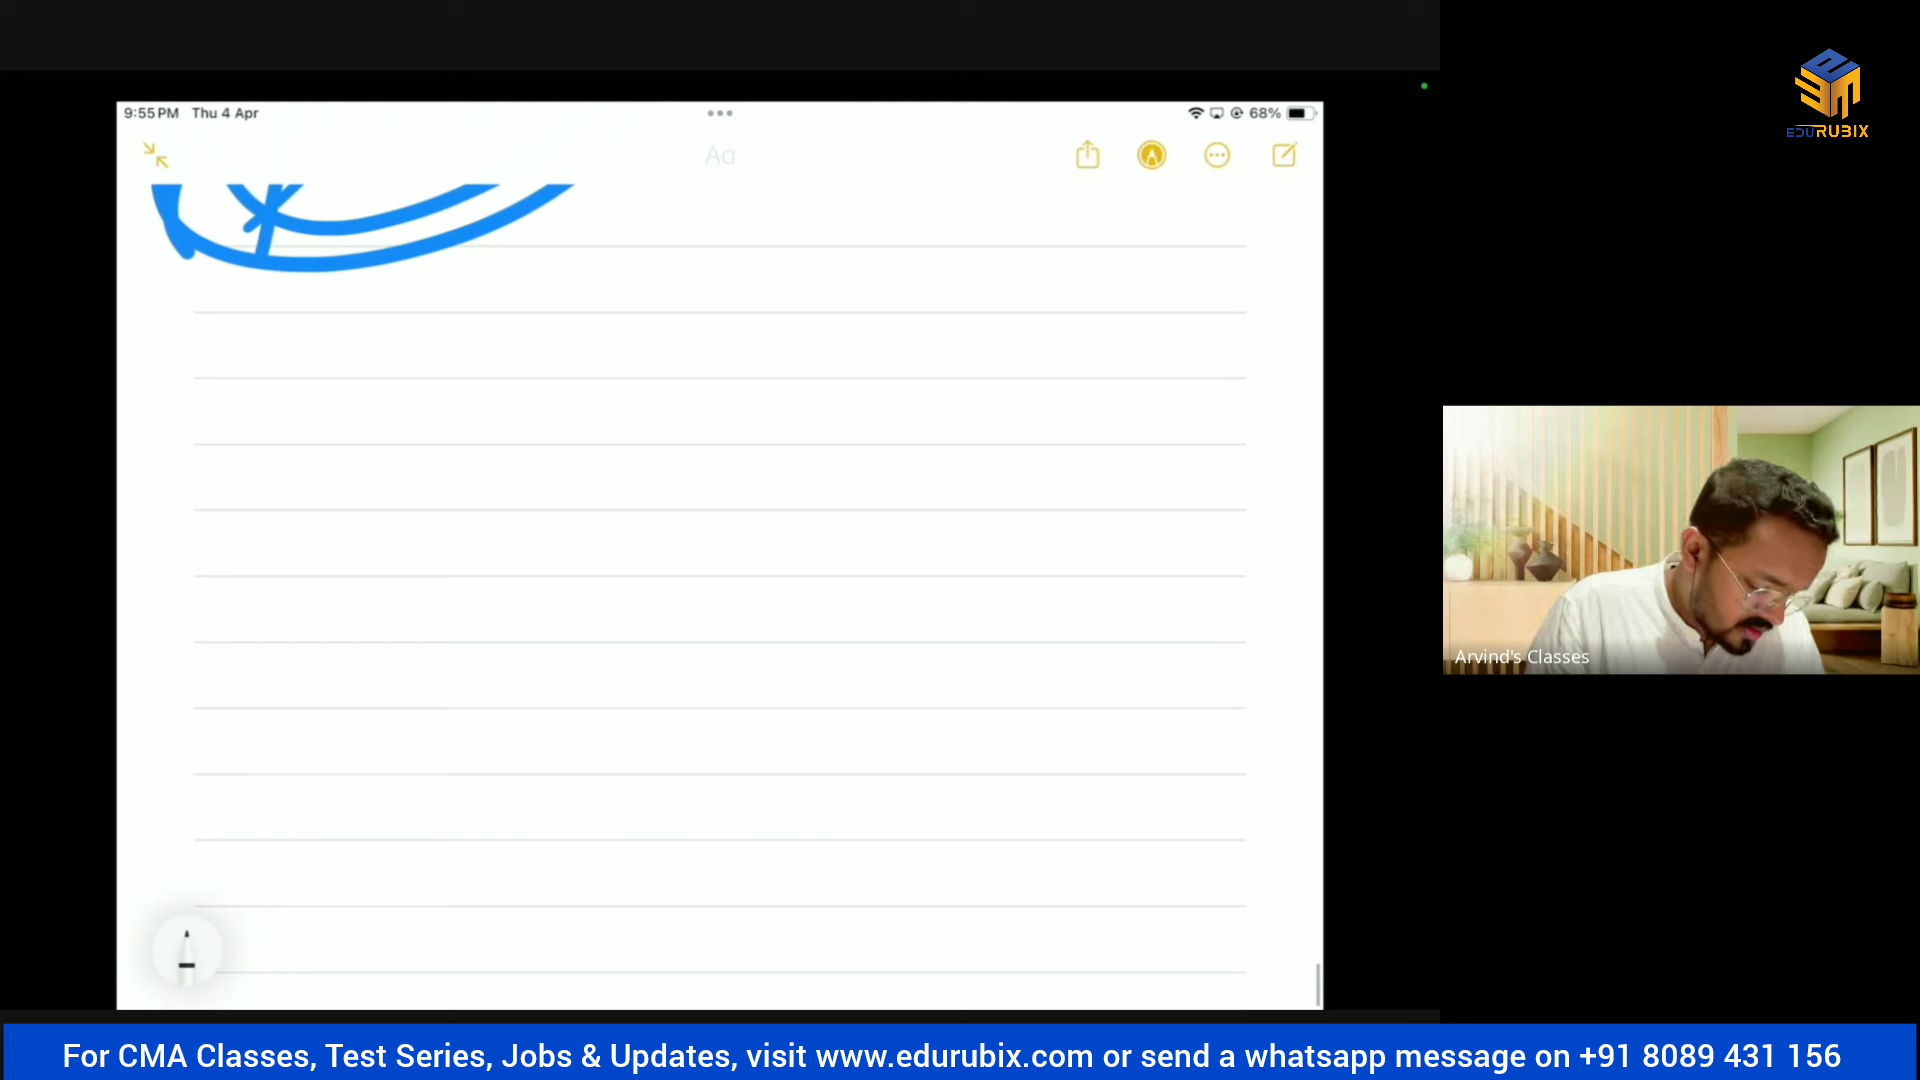 9:55 PM Thu 4 Apr
68%
Aa
EDURUBIX
Arvind's Classes
For CMA Classes, Test Series, Jobs & Updates, visit www.edurubix.com or send a whatsapp message on +91 8089 431 156